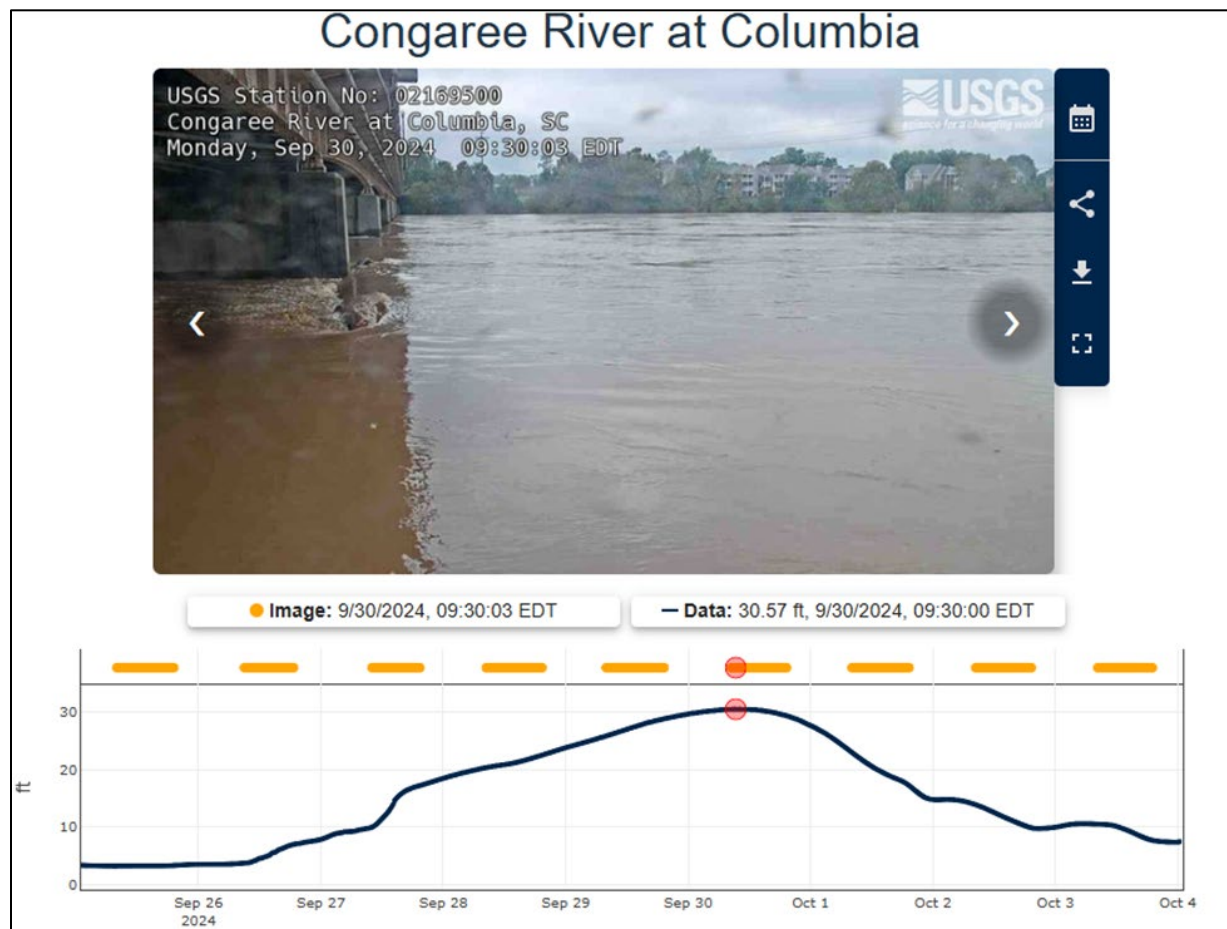 Congaree River at Columbia
USGS Station No: 02169500
Congaree River at Columbia, SC
Monday, Sep 30, 2024 09:30:03 EDT
USGS
science for a changing world
Image: 9/30/2024, 09:30:03 EDT
Data: 30.57 ft, 9/30/2024, 09:30:00 EDT
30
20
10
0
ft
Sep 26
2024
Sep 27
Sep 28
Sep 29
Sep 30
Oct 1
Oct 2
Oct 3
Oct 4